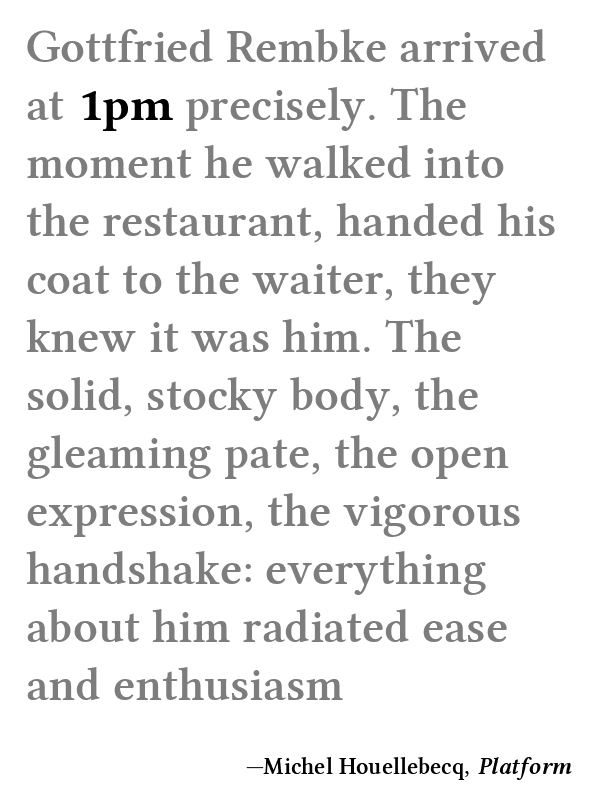 Gottfried Rembke arrived
at 1pm precisely. The
moment he walked into
the restaurant, handed his
coat to the waiter, they
knew it was him. The
solid, stocky body, the
gleaming pate, the open
expression, the vigorous
handshake: everything
about him radiated ease
and enthusiasm
—Michel Houellebecq, Platform